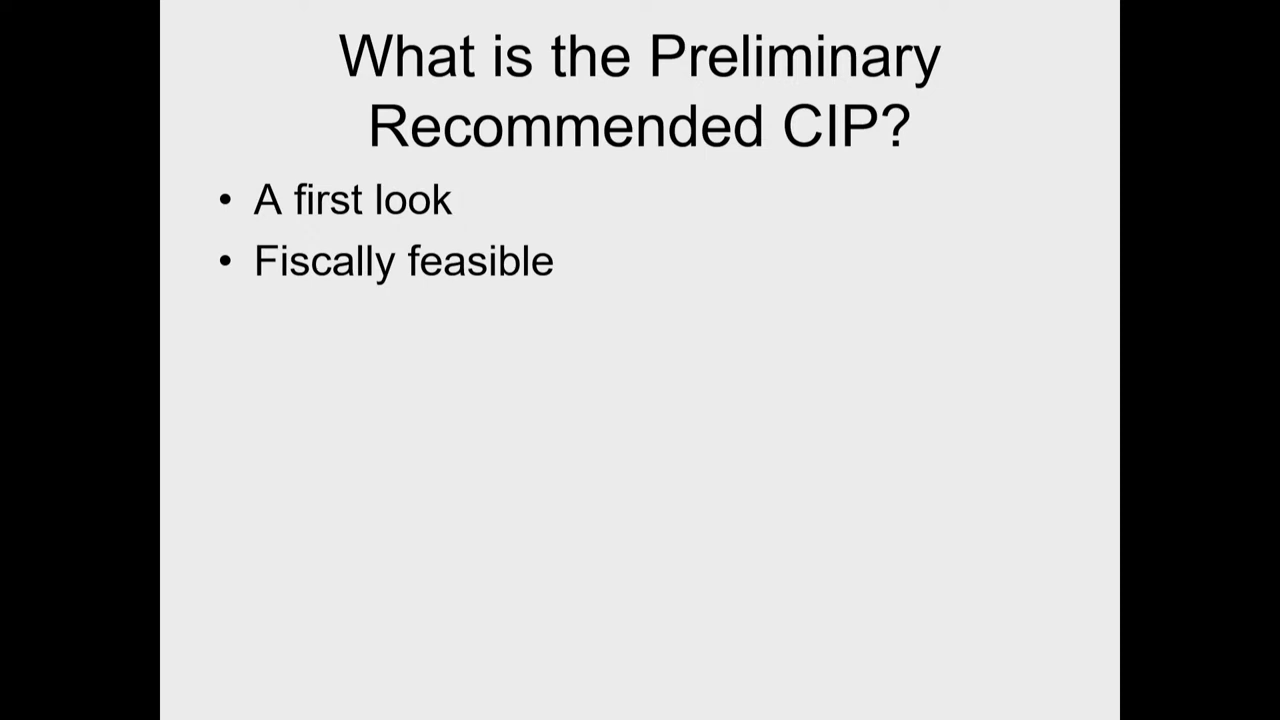 What is the Preliminary
Recommended CIP?
• A first look
• Fiscally feasible